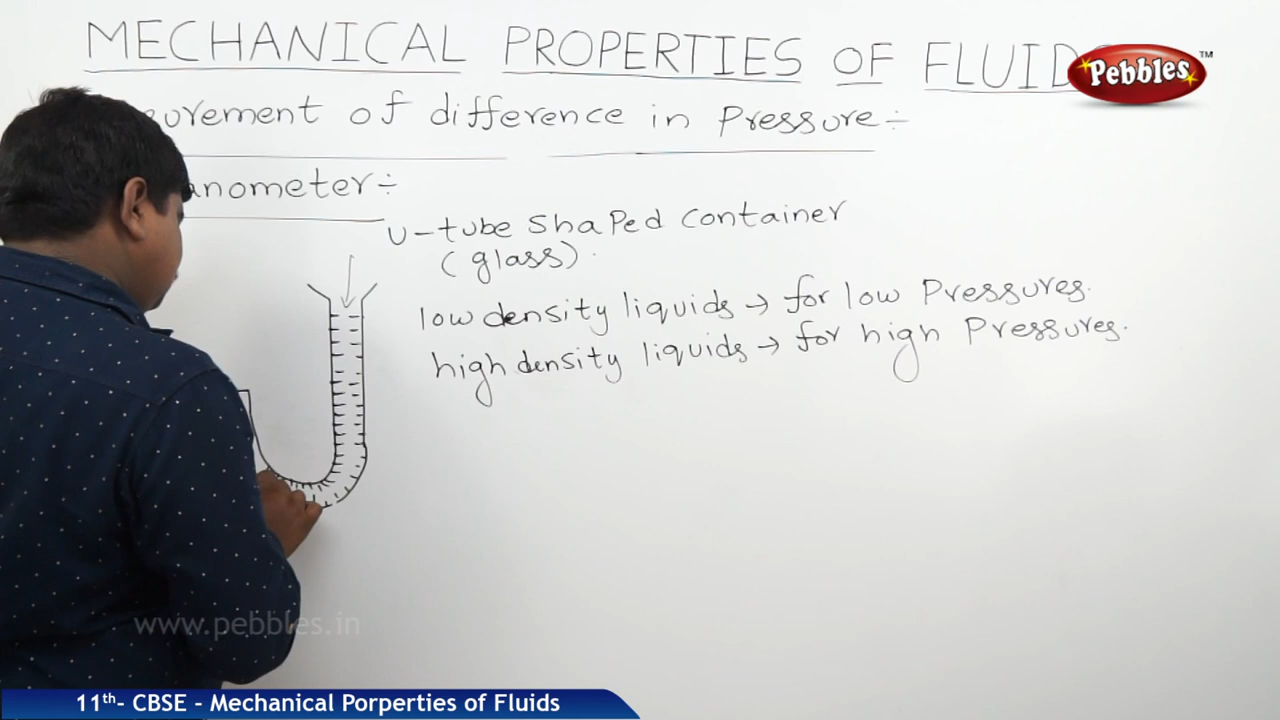 MECHANICAL PROPERTIES OF FLUID
Pebbles™
urement of difference in Pressure:-
anometer:-
U-tube shaped container
(glass).
low density liquids → for low Pressures.
high density liquids → for high Pressures.
www.pebbles.in
11th- CBSE - Mechanical Porperties of Fluids